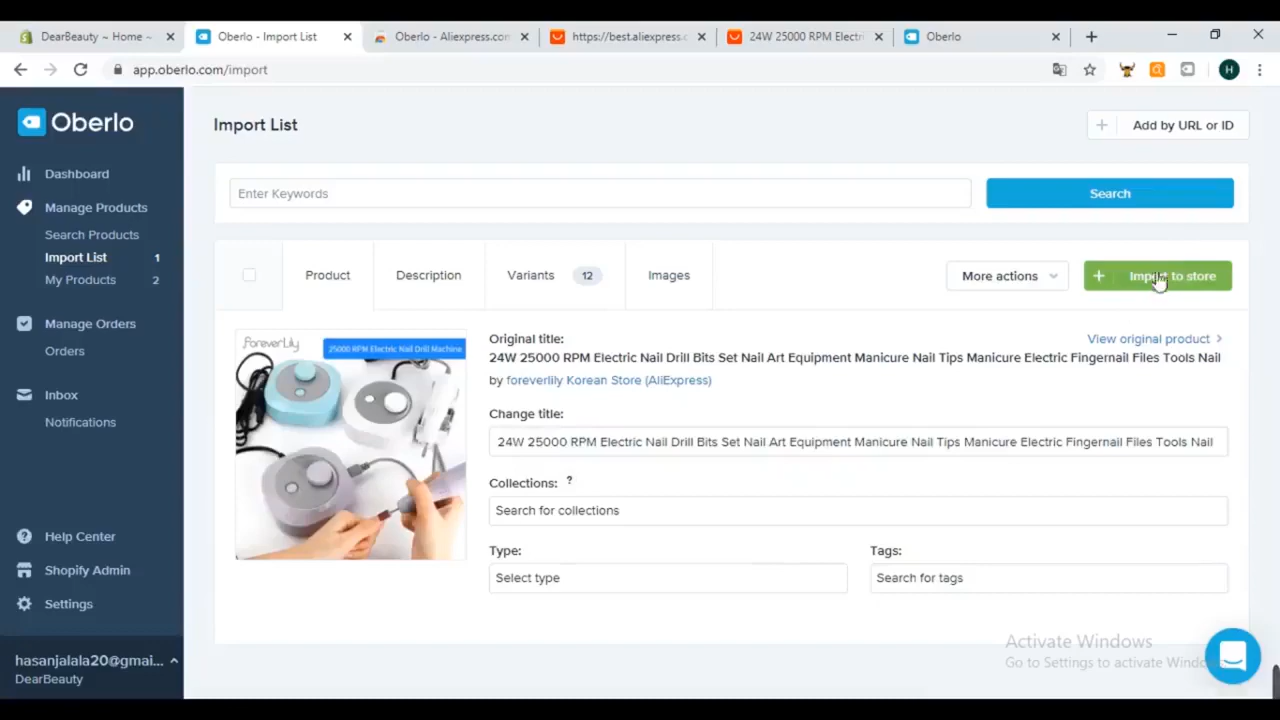 DearBeauty ~ Home ~
Oberlo - Import List
Oberlo - Aliexpress.com
https://best.aliexpress.c
24W 25000 RPM Electri
Oberlo
app.oberlo.com/import
H
Oberlo
Dashboard
Manage Products
Search Products
Import List 1
My Products 2
Manage Orders
Orders
Inbox
Notifications
Help Center
Shopify Admin
Settings
hasanjalala20@gmai...
DearBeauty
Import List
Add by URL or ID
Enter Keywords
Search
Product
Description
Variants 12
Images
More actions
Import to store
ForeverLily
25000 RPM Electric Nail Drill Machine
Original title:
View original product
24W 25000 RPM Electric Nail Drill Bits Set Nail Art Equipment Manicure Nail Tips Manicure Electric Fingernail Files Tools Nail
by foreverlily Korean Store (AliExpress)
Change title:
24W 25000 RPM Electric Nail Drill Bits Set Nail Art Equipment Manicure Nail Tips Manicure Electric Fingernail Files Tools Nail
Collections: ?
Search for collections
Type:
Select type
Tags:
Search for tags
Activate Windows
Go to Settings to activate Windo